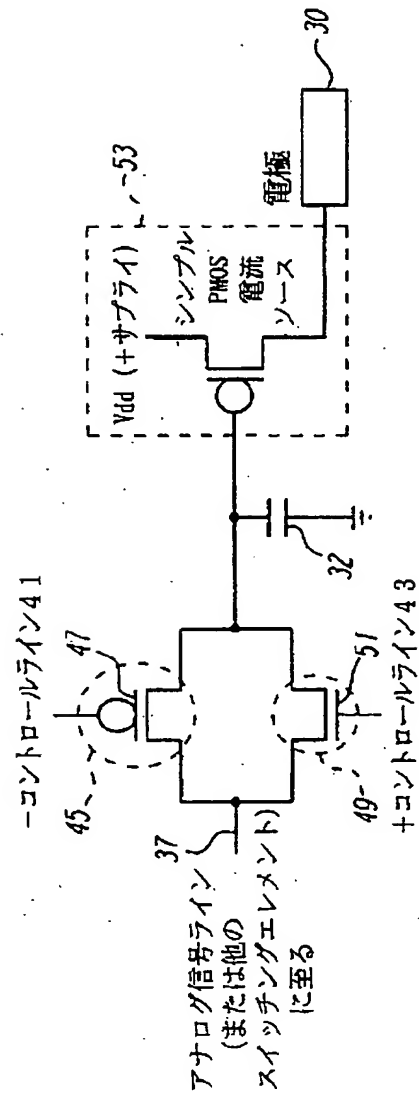 -コントロールライン41
45
47
37
アナログ信号ライン
(または他の
スイッチングエレメント)
に至る
49
51
+コントロールライン43
32
53
Vdd (+サプライ)
シンプル
PMOS
電流
ソース
電極
30